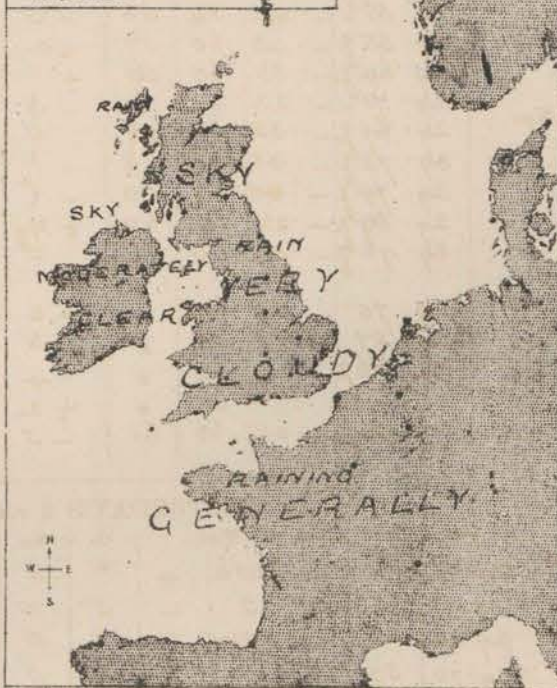 RAIN
SKY
SKY
RAIN
MODERATELY
VERY
CLEAR
CLOUDY
RAINING
GENERALLY
N
W E
S